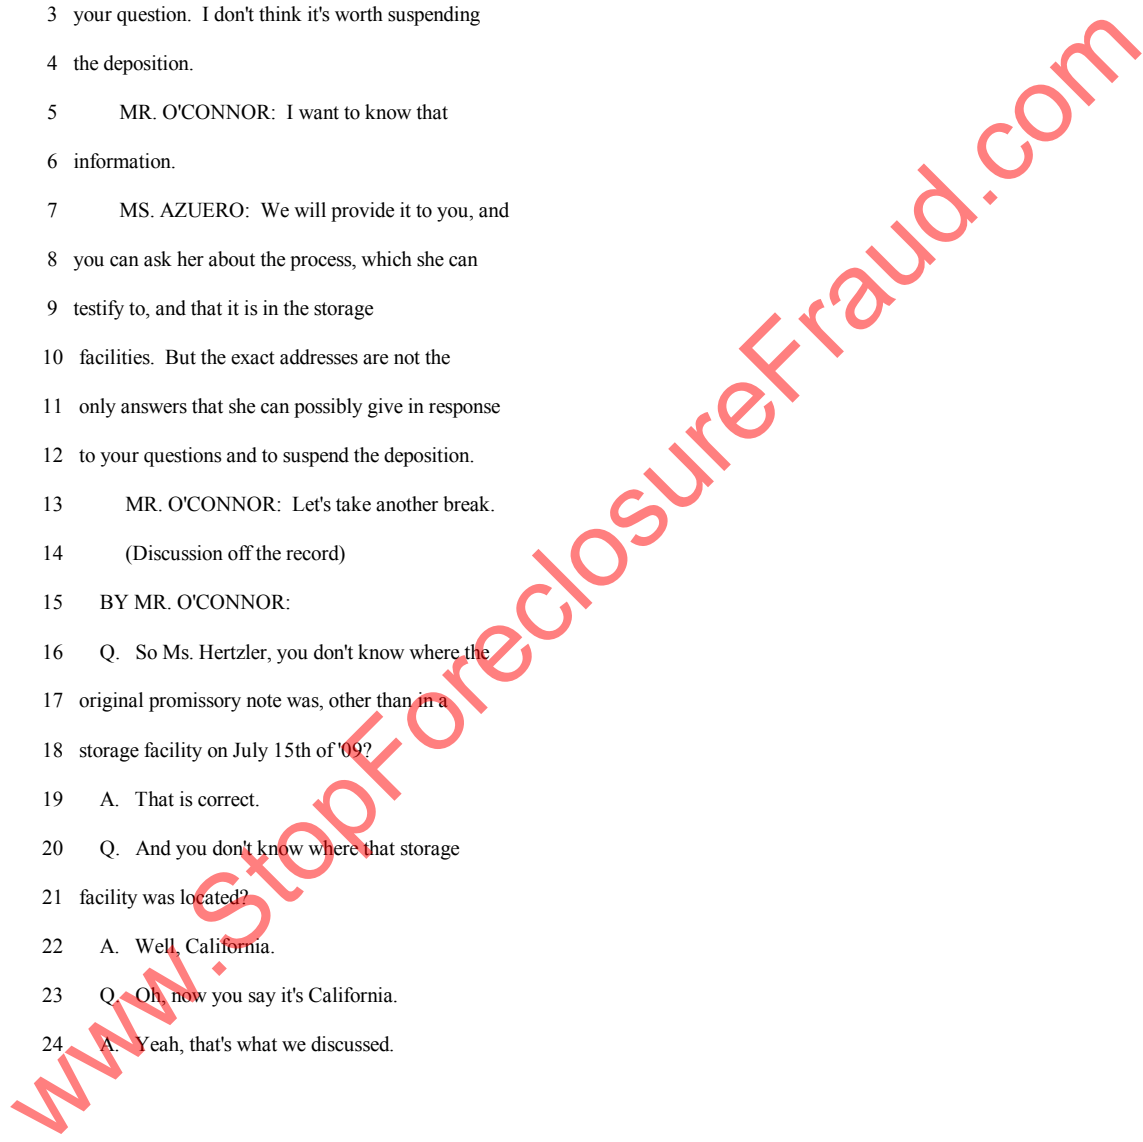 3 your question. I don't think it's worth suspending
4 the deposition.
5 MR. O'CONNOR: I want to know that
6 information.
7 MS. AZUERO: We will provide it to you, and
8 you can ask her about the process, which she can
9 testify to, and that it is in the storage
10 facilities. But the exact addresses are not the
11 only answers that she can possibly give in response
12 to your questions and to suspend the deposition.
13 MR. O'CONNOR: Let's take another break.
14 (Discussion off the record)
15 BY MR. O'CONNOR:
16 Q. So Ms. Hertzler, you don't know where the
17 original promissory note was, other than in a
18 storage facility on July 15th of '09?
19 A. That is correct.
20 Q. And you don't know where that storage
21 facility was located?
22 A. Well, California.
23 Q. Oh, now you say it's California.
24 A. Yeah, that's what we discussed.
www.StopForeclosureFraud.com